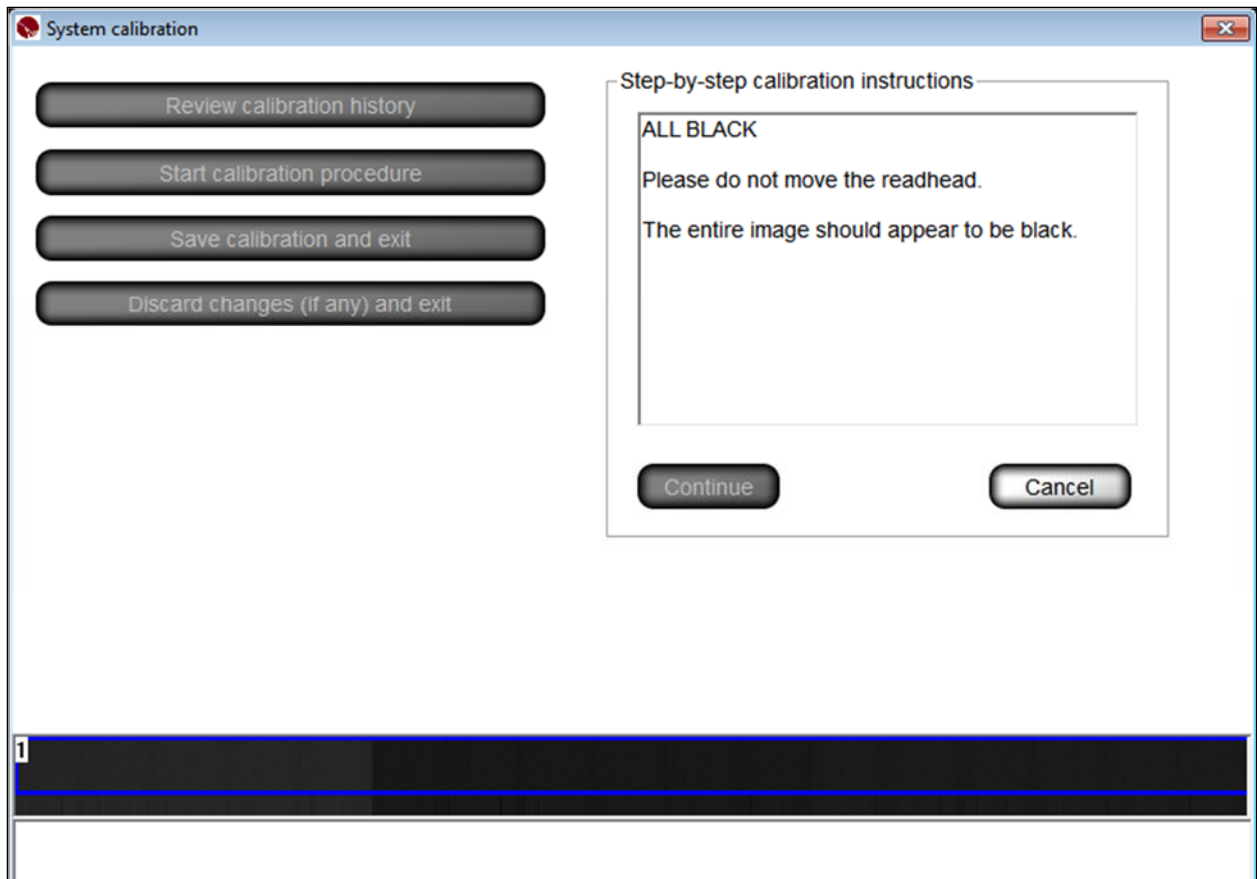 System calibration
Review calibration history
Start calibration procedure
Save calibration and exit
Discard changes (if any) and exit
Step-by-step calibration instructions
ALL BLACK
Please do not move the readhead.
The entire image should appear to be black.
Continue
Cancel
1